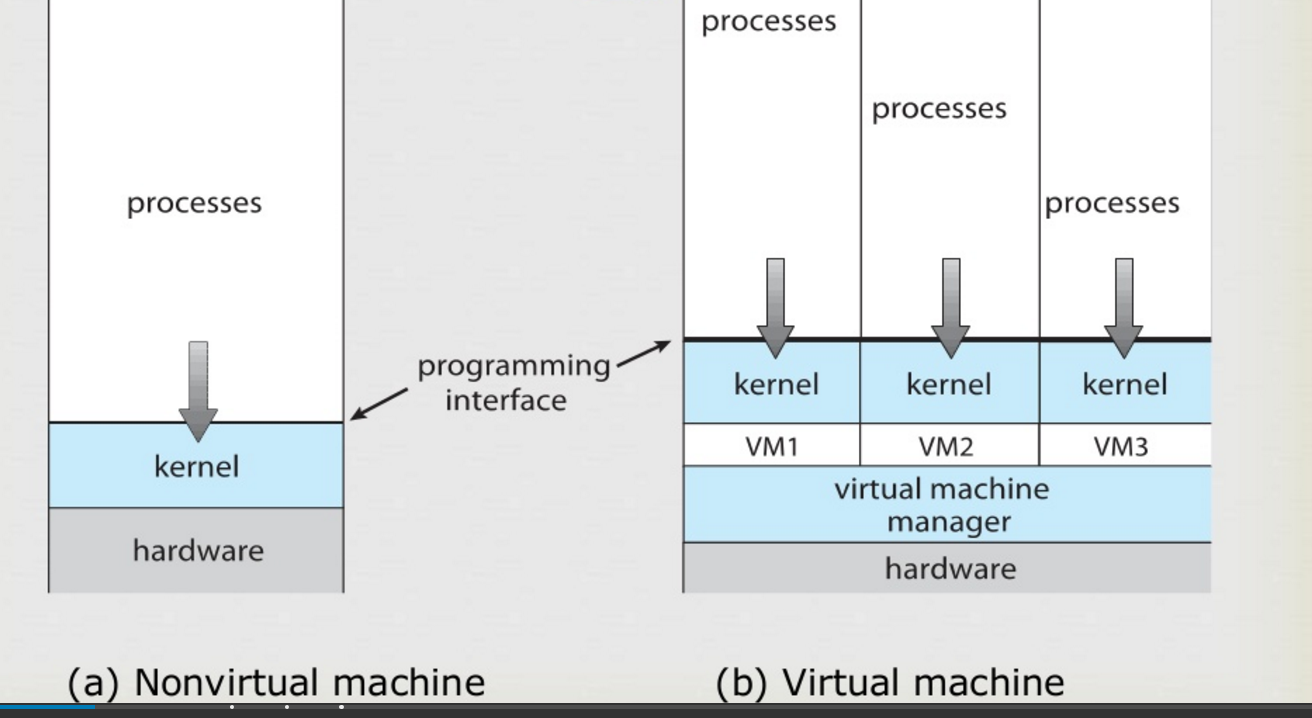 processes
kernel
hardware
programming
interface
processes
processes
processes
kernel
kernel
kernel
VM1
VM2
VM3
virtual machine
manager
hardware
(a) Nonvirtual machine
(b) Virtual machine